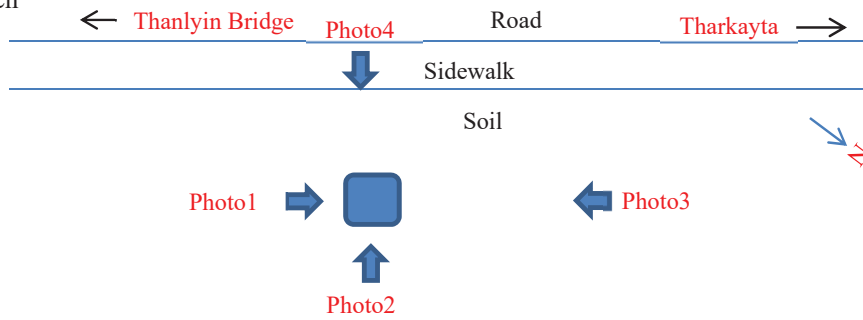 Thanlyin Bridge Photo4 Road Tharkayta
Sidewalk
Soil
N
Photo1 Photo3
Photo2